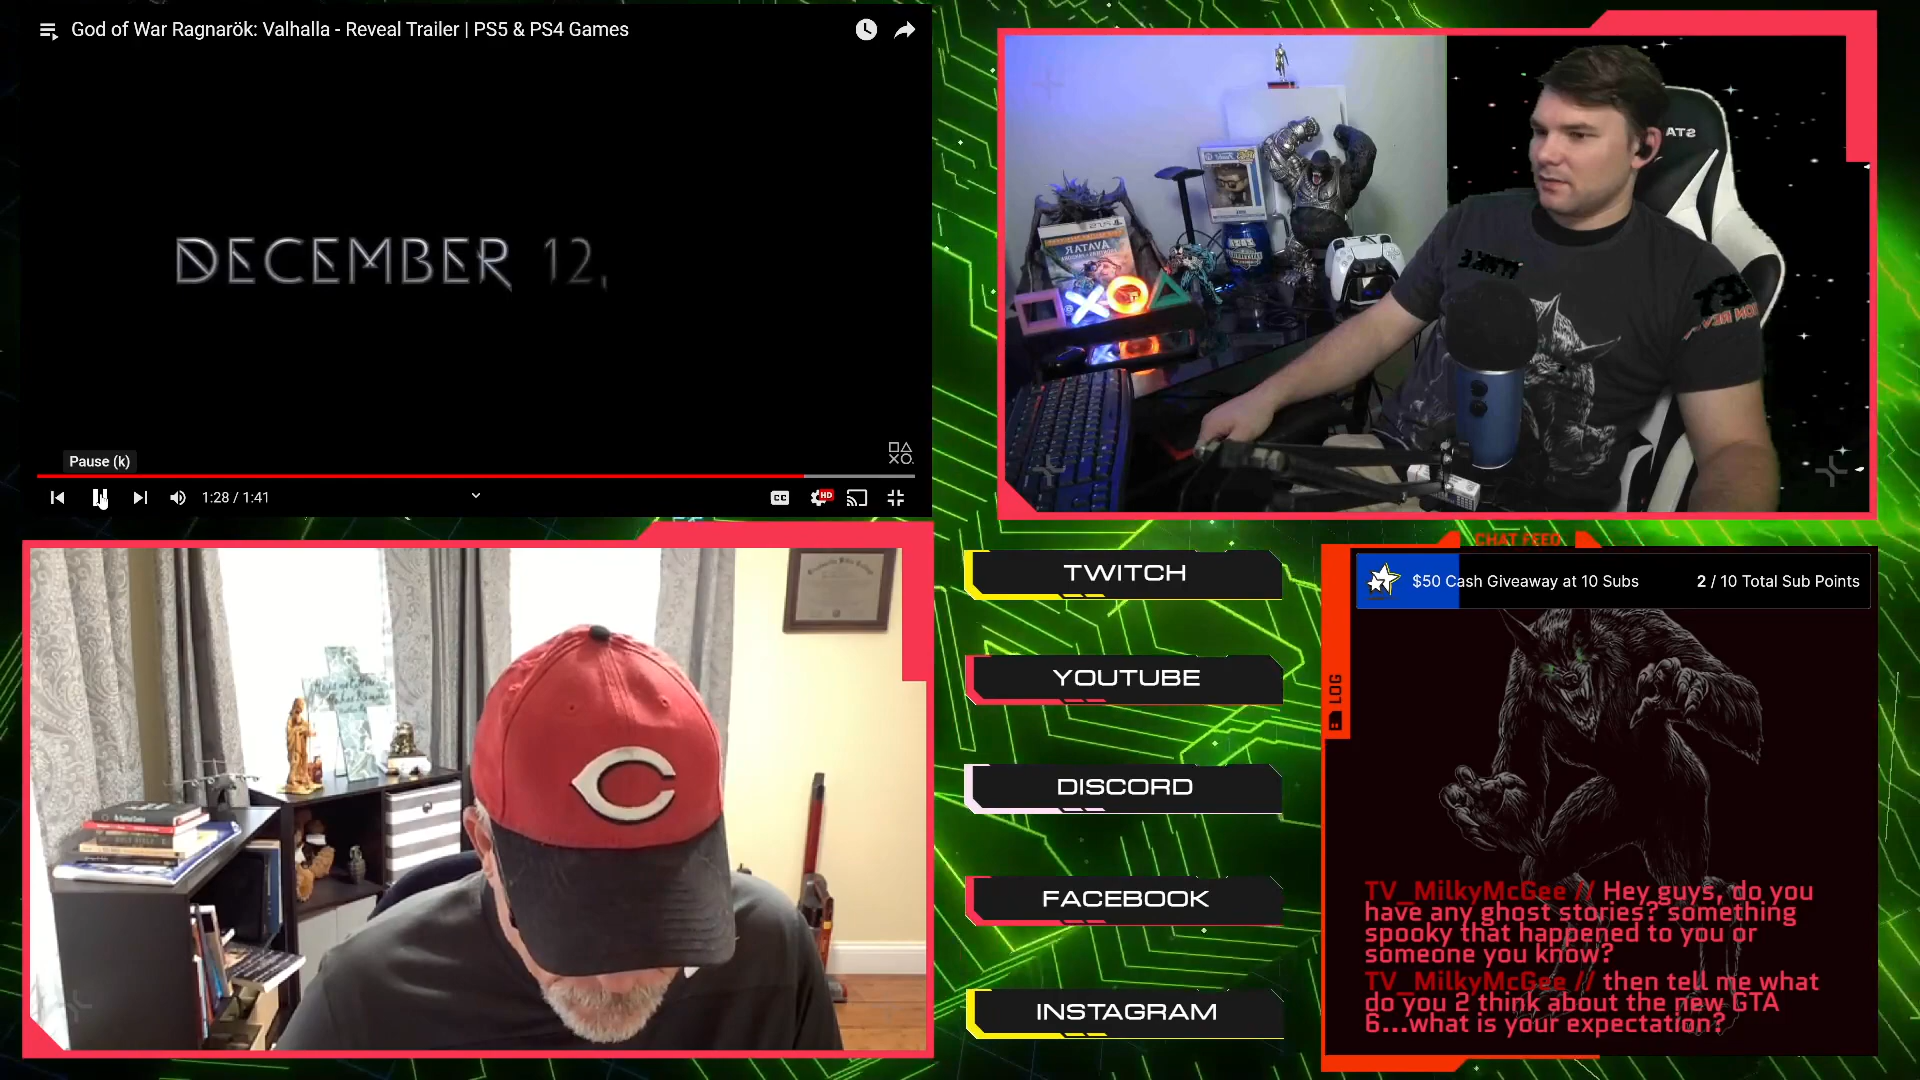 God of War Ragnarök: Valhalla - Reveal Trailer | PS5 & PS4 Games
DECEMBER 12,
Pause (k)
1:28 / 1:41
CC
HD
STA
PS5
AVATAR
TWITCH
YOUTUBE
DISCORD
FACEBOOK
INSTAGRAM
CHAT FEED
LOG
$50 Cash Giveaway at 10 Subs
2 / 10 Total Sub Points
TV_MilkyMcGee // Hey guys, do you
have any ghost stories? something
spooky that happened to you or
someone you know?
TV_MilkyMcGee // then tell me what
do you 2 think about the new GTA
6...what is your expectation?
C